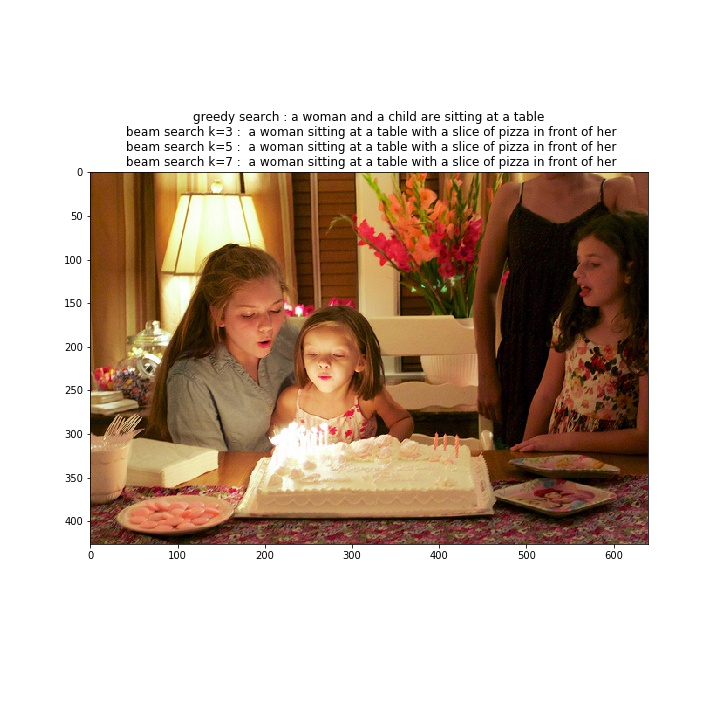 greedy search : a woman and a child are sitting at a table
beam search k=3 :  a woman sitting at a table with a slice of pizza in front of her
beam search k=5 :  a woman sitting at a table with a slice of pizza in front of her
beam search k=7 :  a woman sitting at a table with a slice of pizza in front of her
0
50
100
150
200
250
300
350
400
0 100 200 300 400 500 600